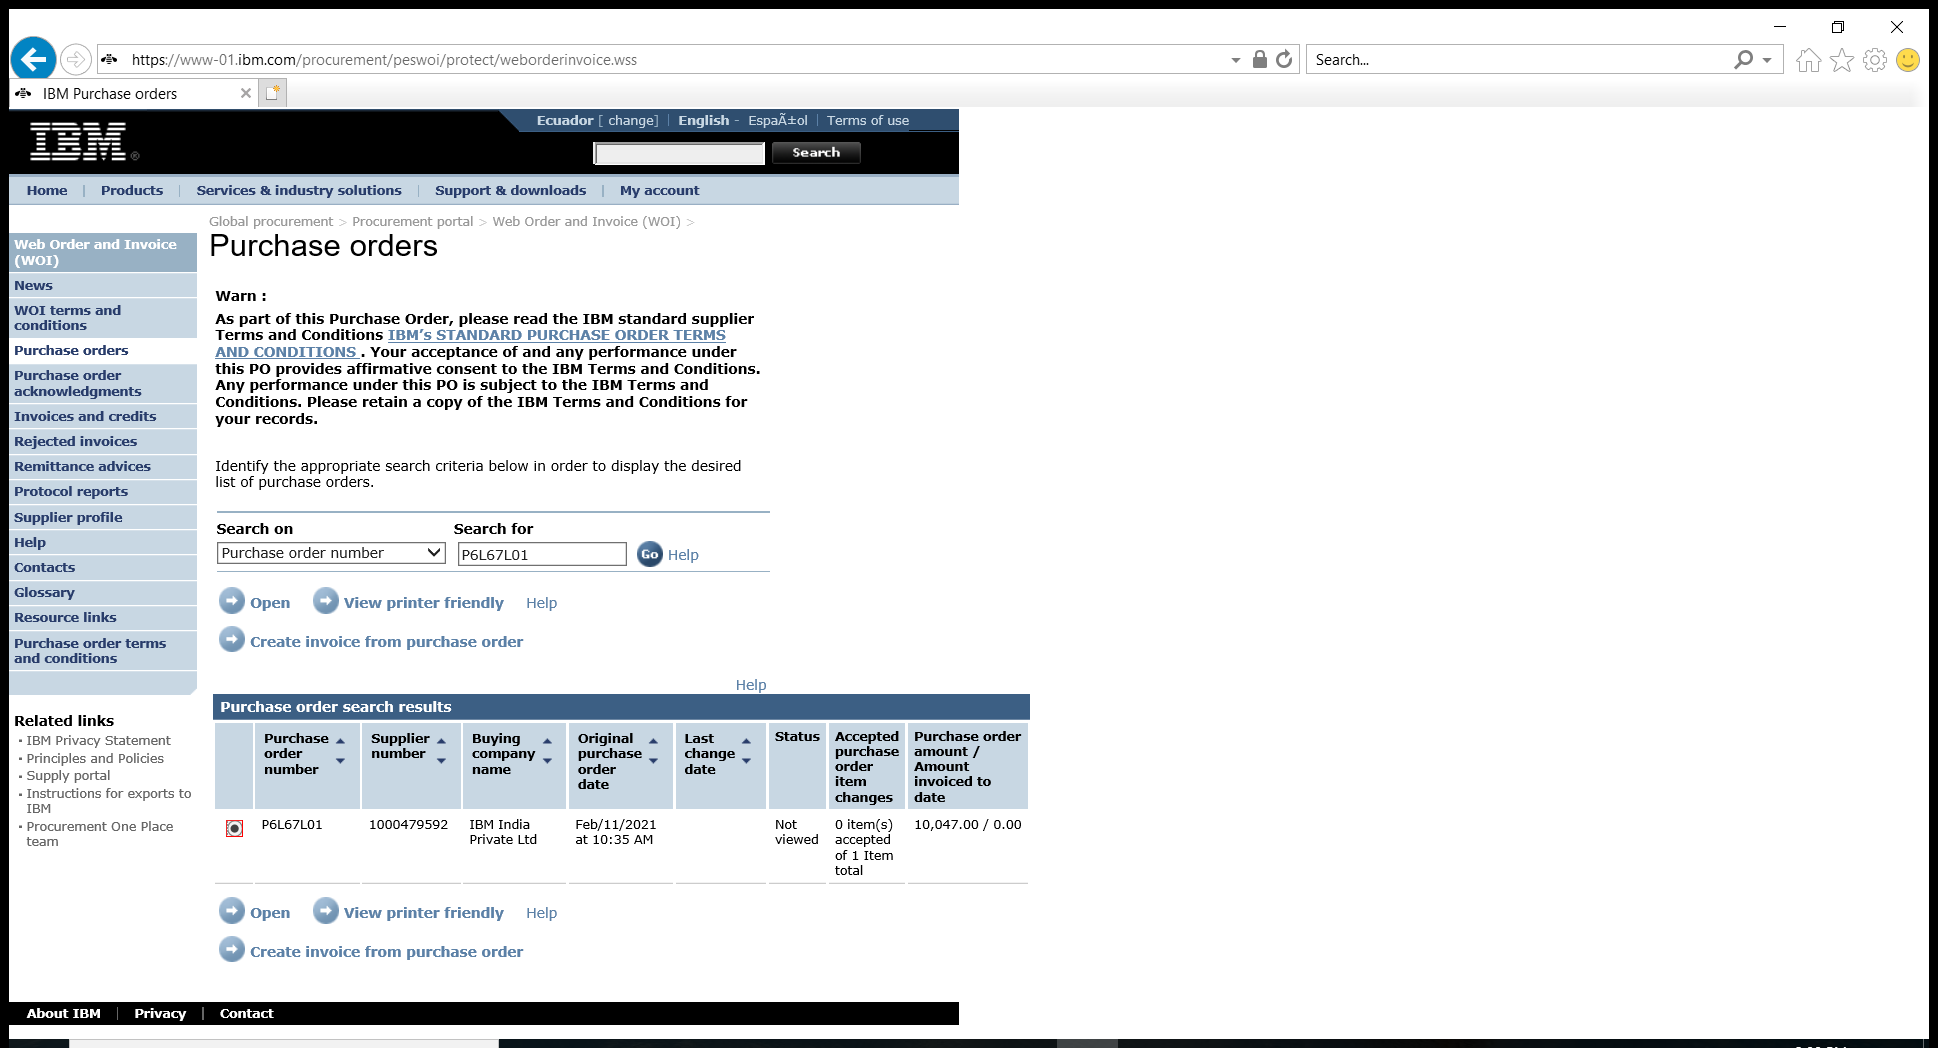 https://www-01.ibm.com/procurement/peswoi/protect/weborderinvoice.wss
Search...
IBM Purchase orders
IBM®
Ecuador [ change] | English - EspaÃ±ol | Terms of use
Search
Home | Products | Services & industry solutions | Support & downloads | My account
Global procurement > Procurement portal > Web Order and Invoice (WOI) >
Purchase orders
Web Order and Invoice
(WOI)
News
WOI terms and
conditions
Purchase orders
Purchase order
acknowledgments
Invoices and credits
Rejected invoices
Remittance advices
Protocol reports
Supplier profile
Help
Contacts
Glossary
Resource links
Purchase order terms
and conditions
Related links
· IBM Privacy Statement
· Principles and Policies
· Supply portal
· Instructions for exports to
IBM
· Procurement One Place
team
Warn :
As part of this Purchase Order, please read the IBM standard supplier
Terms and Conditions IBM’s STANDARD PURCHASE ORDER TERMS
AND CONDITIONS . Your acceptance of and any performance under
this PO provides affirmative consent to the IBM Terms and Conditions.
Any performance under this PO is subject to the IBM Terms and
Conditions. Please retain a copy of the IBM Terms and Conditions for
your records.
Identify the appropriate search criteria below in order to display the desired
list of purchase orders.
Search on Search for
Purchase order number P6L67L01 Go Help
Open View printer friendly Help
Create invoice from purchase order
Help
Purchase order search results
Purchase
order
number
Supplier
number
Buying
company
name
Original
purchase
order
date
Last
change
date
Status
Accepted
purchase
order
item
changes
Purchase order
amount /
Amount
invoiced to
date
P6L67L01
1000479592
IBM India
Private Ltd
Feb/11/2021
at 10:35 AM
Not
viewed
0 item(s)
accepted
of 1 Item
total
10,047.00 / 0.00
Open View printer friendly Help
Create invoice from purchase order
About IBM | Privacy | Contact